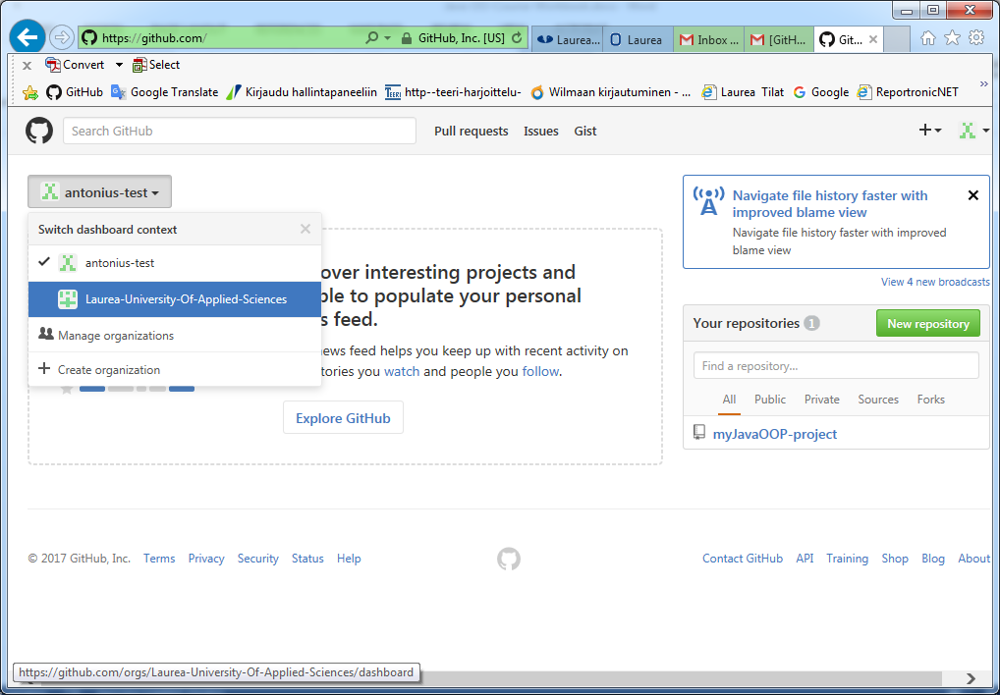 https://github.com/
GitHub, Inc. [US]
Laurea...
Laurea
Inbox ...
[GitH...
Git...
x Convert
Select
GitHub
Google Translate
Kirjaudu hallintapaneeliin
http--teeri-harjoittelu-
Wilmaan kirjautuminen - ...
Laurea Tilat
Google
ReportronicNET
»
Search GitHub
Pull requests
Issues
Gist
antonius-test
Switch dashboard context
antonius-test
Laurea-University-Of-Applied-Sciences
Manage organizations
Create organization
over interesting projects and
ple to populate your personal
s feed.
news feed helps you keep up with recent activity on
tories you watch and people you follow.
Explore GitHub
Navigate file history faster with
improved blame view
Navigate file history faster with improved
blame view
View 4 new broadcasts
Your repositories 1
New repository
Find a repository...
All
Public
Private
Sources
Forks
myJavaOOP-project
© 2017 GitHub, Inc.
Terms
Privacy
Security
Status
Help
Contact GitHub
API
Training
Shop
Blog
About
https://github.com/orgs/Laurea-University-Of-Applied-Sciences/dashboard